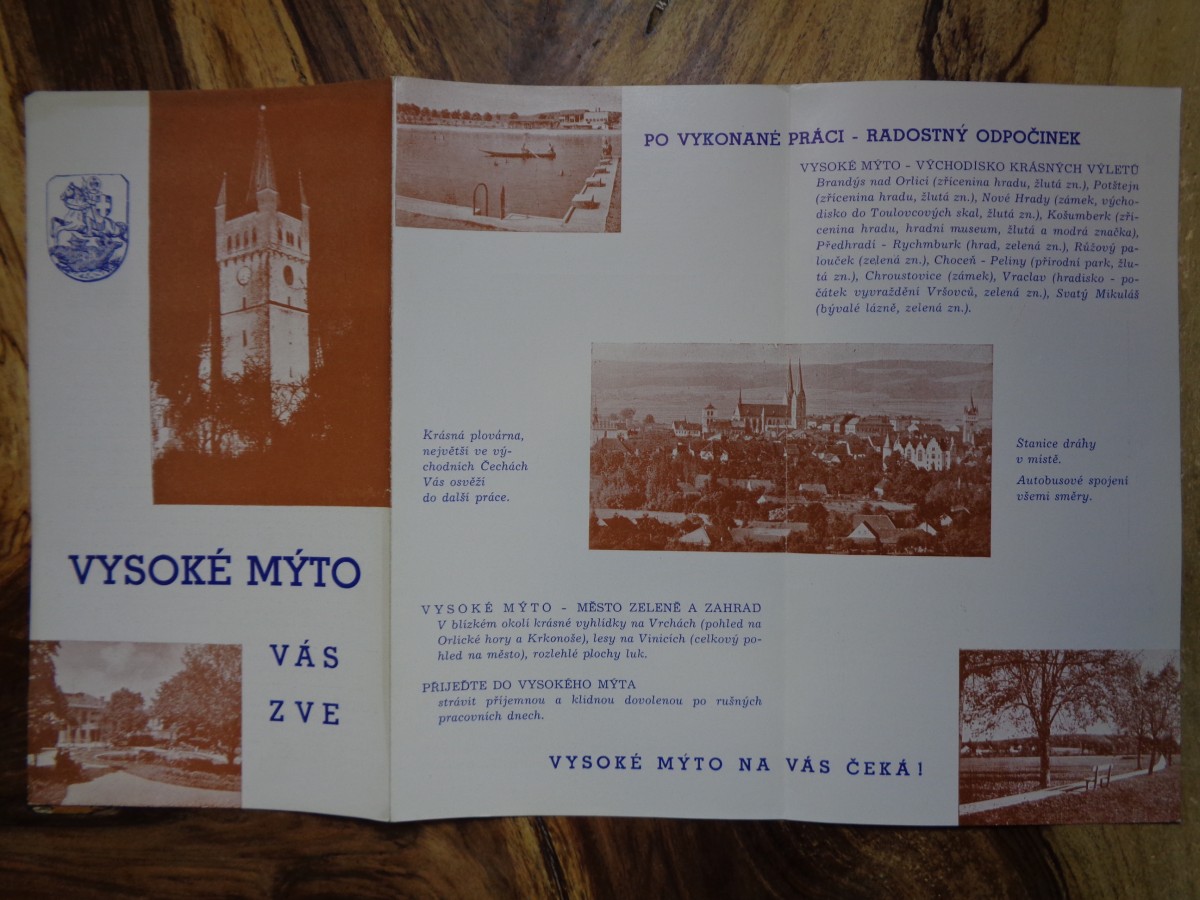 VYSOKÉ MÝTO
VÁS
ZVE
PO VYKONANÉ PRÁCI - RADOSTNÝ ODPOČINEK
VYSOKÉ MÝTO - VÝCHODISKO KRÁSNÝCH VÝLETŮ
Brandýs nad Orlicí (zřícenina hradu, žlutá zn.), Potštejn
(zřícenina hradu, žlutá zn.), Nové Hrady (zámek, výcho-
disko do Toulovcových skal, žlutá zn.), Košumberk (zří-
cenina hradu, hradní museum, žlutá a modrá značka),
Předhradí - Rychmburk (hrad, zelená zn.), Růžový pa-
louček (zelená zn.), Choceň - Peliny (přírodní park, žlu-
tá zn.), Chroustovice (zámek), Vraclav (hradisko - po-
čátek vyvraždění Vršovců, zelená zn.), Svatý Mikuláš
(bývalé lázně, zelená zn.).
Krásná plovárna,
největší ve vý-
chodních Čechách
Vás osvěží
do další práce.
Stanice dráhy
v místě.
Autobusové spojení
všemi směry.
VYSOKÉ MÝTO - MĚSTO ZELENĚ A ZAHRAD
V blízkém okolí krásné vyhlídky na Vrchách (pohled na
Orlické hory a Krkonoše), lesy na Vinicích (celkový po-
hled na město), rozlehlé plochy luk.
PŘIJEĎTE DO VYSOKÉHO MÝTA
strávit příjemnou a klidnou dovolenou po rušných
pracovních dnech.
VYSOKÉ MÝTO NA VÁS ČEKÁ!